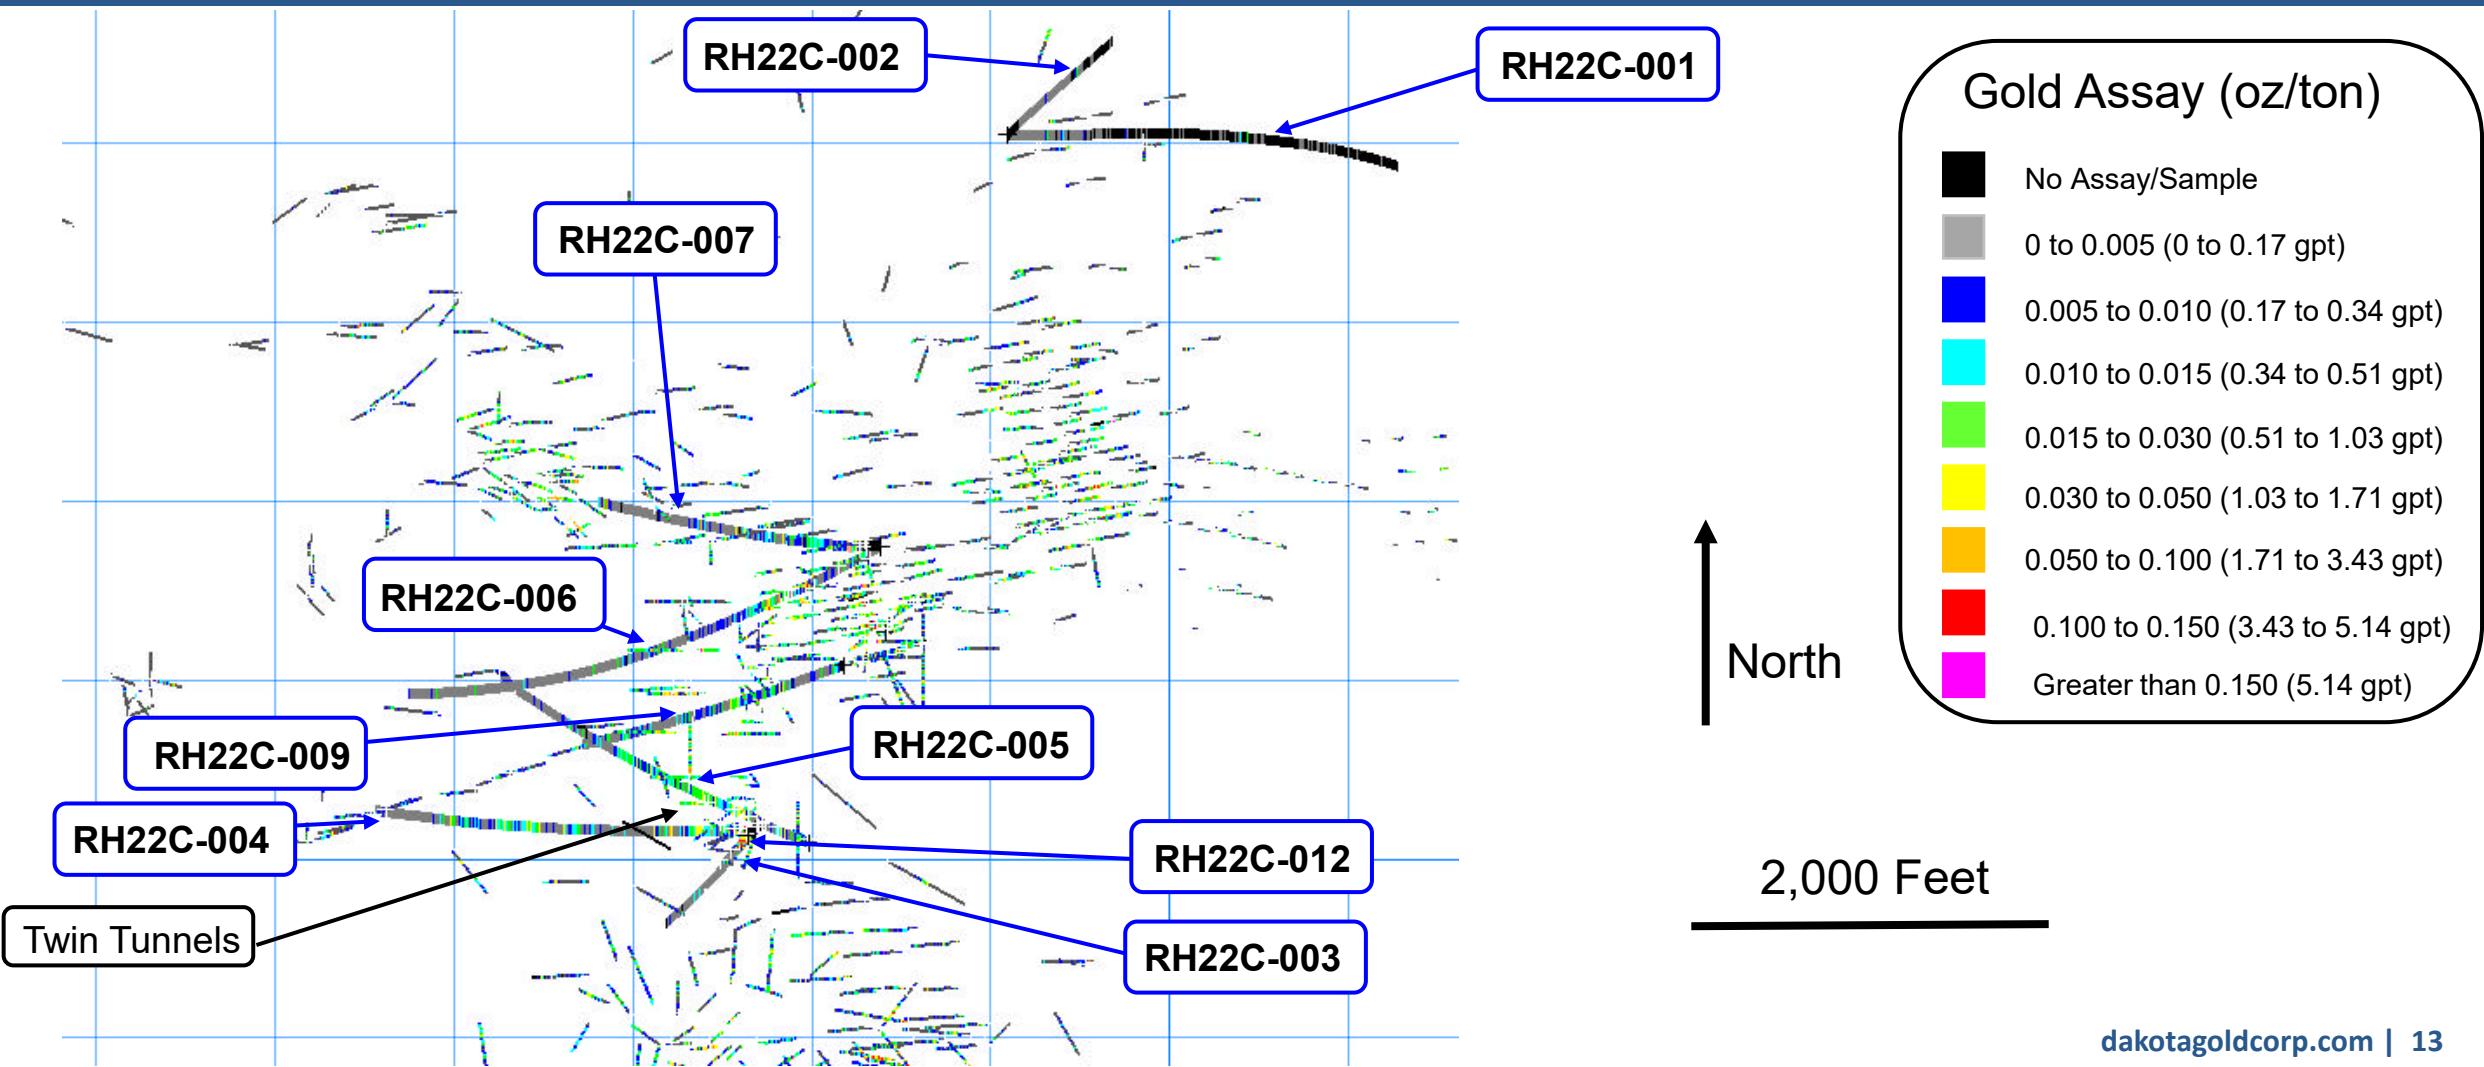 RH22C-002
RH22C-001
RH22C-007
RH22C-006
RH22C-009
RH22C-005
RH22C-004
RH22C-012
Twin Tunnels
RH22C-003
Gold Assay (oz/ton)
No Assay/Sample
0 to 0.005 (0 to 0.17 gpt)
0.005 to 0.010 (0.17 to 0.34 gpt)
0.010 to 0.015 (0.34 to 0.51 gpt)
0.015 to 0.030 (0.51 to 1.03 gpt)
0.030 to 0.050 (1.03 to 1.71 gpt)
0.050 to 0.100 (1.71 to 3.43 gpt)
0.100 to 0.150 (3.43 to 5.14 gpt)
Greater than 0.150 (5.14 gpt)
North
2,000 Feet
dakotagoldcorp.com | 13